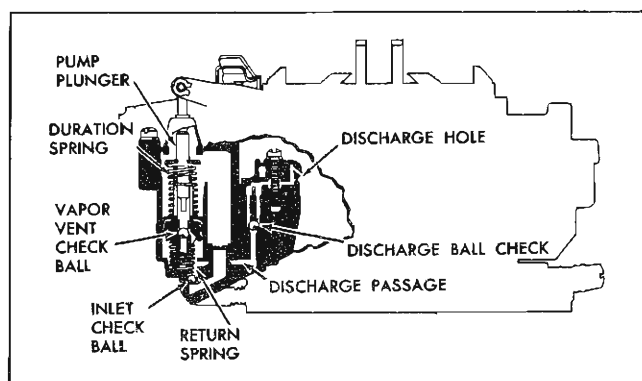 PUMP
PLUNGER
DURATION
SPRING
VAPOR
VENT
CHECK
BALL
INLET
CHECK
BALL
RETURN
SPRING
DISCHARGE HOLE
DISCHARGE BALL CHECK
DISCHARGE PASSAGE